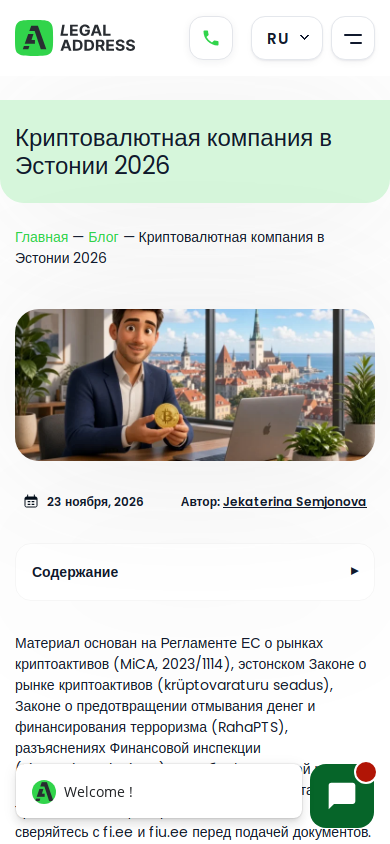 LEGAL
ADDRESS
RU
Криптовалютная компания в
Эстонии 2026
Главная — Блог — Криптовалютная компания в
Эстонии 2026
23 ноября, 2026
Автор: Jekaterina Semjonova
Содержание
Материал основан на Регламенте ЕС о рынках
криптоактивов (MiCA, 2023/1114), эстонском Законе о
рынке криптоактивов (krüptovaraturu seadus),
Законе о предотвращении отмывания денег и
финансирования терроризма (RahaPTS),
разъяснениях Финансовой инспекции
Welcome !
сверяйтесь с fi.ee и fiu.ee перед подачей документов.